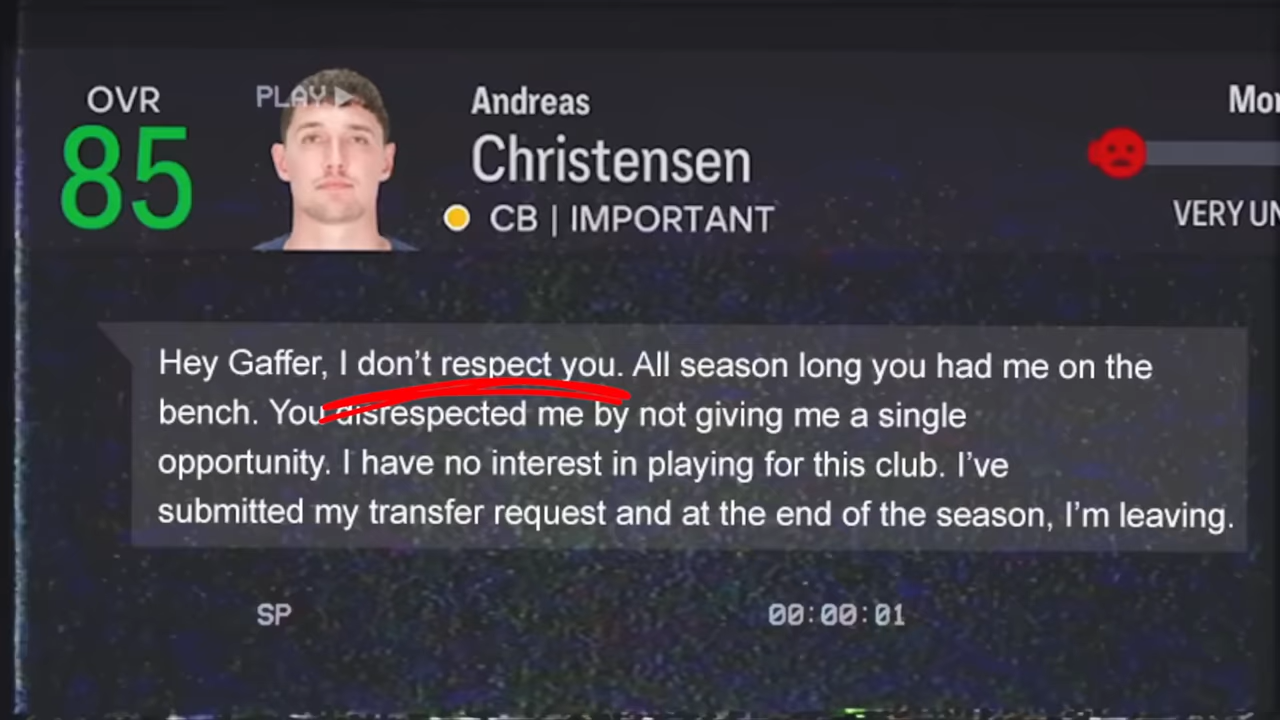 OVR
85
PLAY
Andreas
Christensen
CB | IMPORTANT
Mor
VERY UN
Hey Gaffer, I don't respect you. All season long you had me on the
bench. You disrespected me by not giving me a single
opportunity. I have no interest in playing for this club. I've
submitted my transfer request and at the end of the season, I'm leaving.
SP
00:00:01